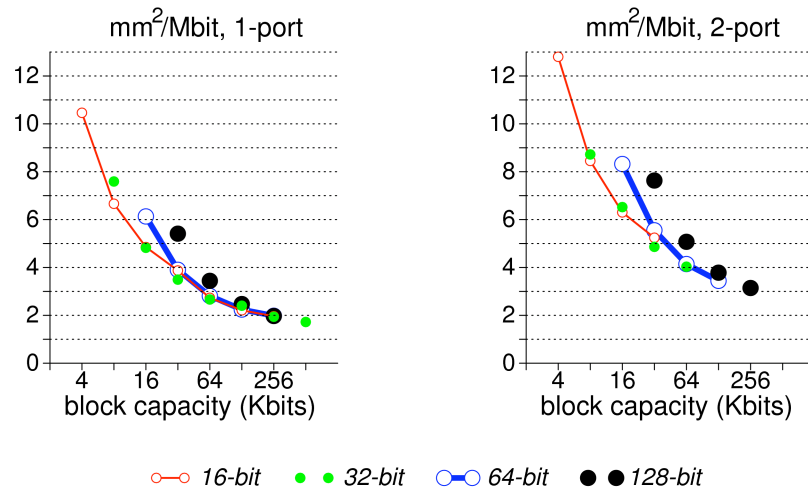 mm²/Mbit, 1-port
12
10
8
6
4
2
0
4 16 64 256
block capacity (Kbits)
mm²/Mbit, 2-port
12
10
8
6
4
2
0
4 16 64 256
block capacity (Kbits)
16-bit 32-bit 64-bit 128-bit